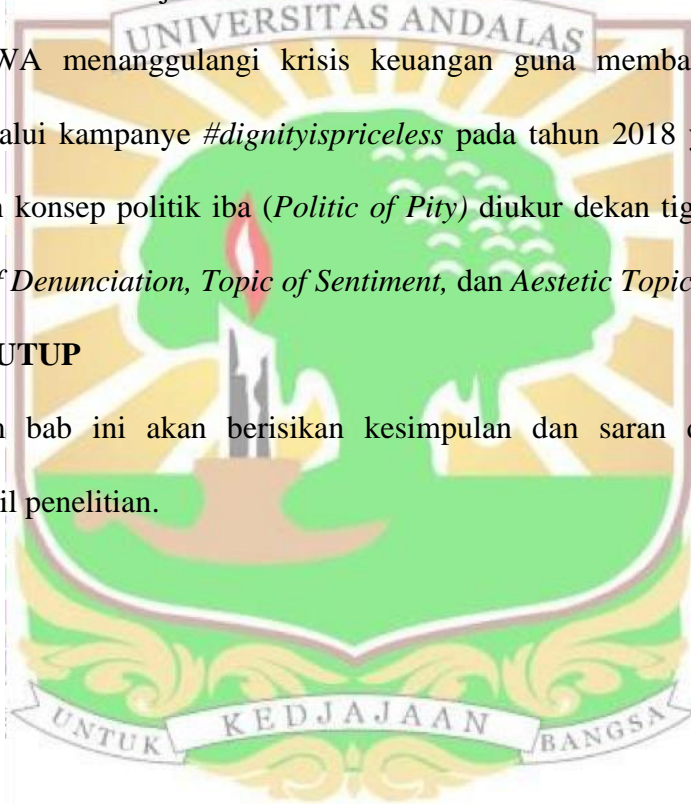 UNIVERSITAS ANDALAS
WA menanggulangi krisis keuangan guna memba
alui kampanye #dignityispriceless pada tahun 2018
n konsep politik iba (Politic of Pity) diukur dekan tig
f Denunciation, Topic of Sentiment, dan Aestetic Topic
UTUP
n bab ini akan berisikan kesimpulan dan saran
il penelitian.
UNTUK KEDJAJAAN BANGSA